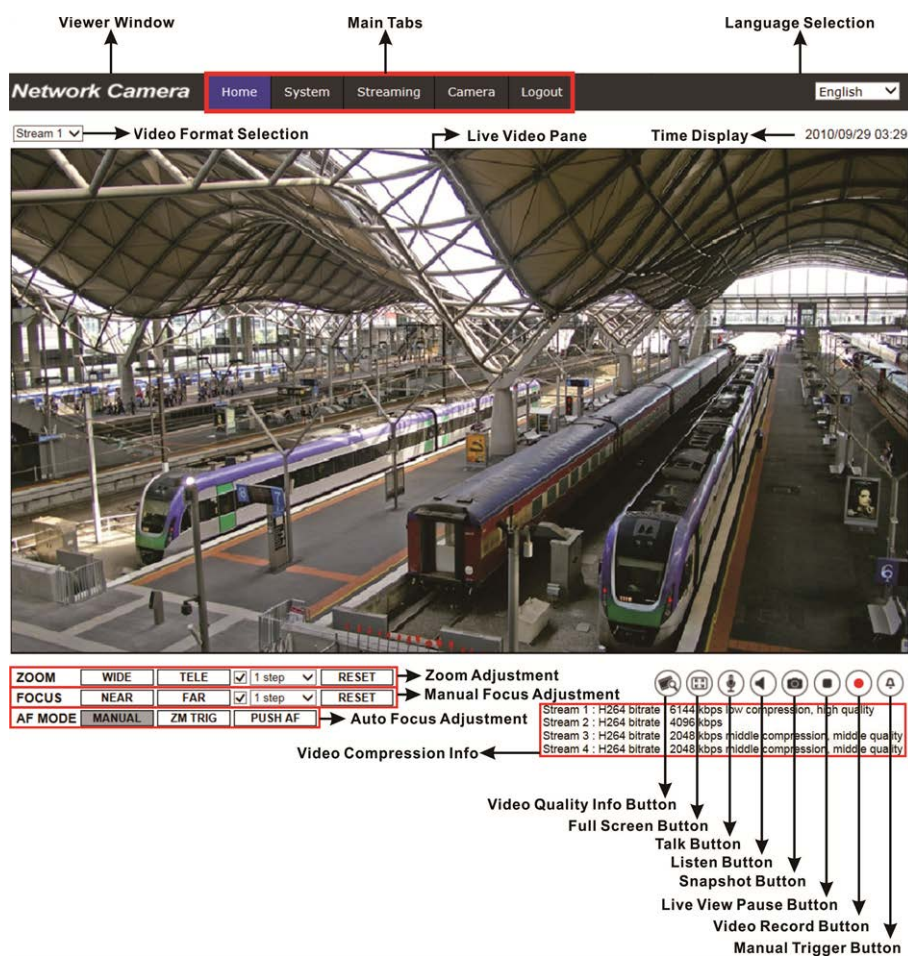 Viewer Window Main Tabs Language Selection
Network Camera Home System Streaming Camera Logout English
Stream 1 Video Format Selection Live Video Pane Time Display 2010/09/29 03:29
8 7
6
ZOOM WIDE TELE 1 step RESET Zoom Adjustment
FOCUS NEAR FAR 1 step RESET Manual Focus Adjustment
AF MODE MANUAL ZM TRIG PUSH AF Auto Focus Adjustment
Stream 1 : H264 bitrate 6144 kbps low compression, high quality
Stream 2 : H264 bitrate 4096 kbps
Stream 3 : H264 bitrate 2048 kbps middle compression, middle quality
Stream 4 : H264 bitrate 2048 kbps middle compression, middle quality
Video Compression Info
Video Quality Info Button
Full Screen Button
Talk Button
Listen Button
Snapshot Button
Live View Pause Button
Video Record Button
Manual Trigger Button